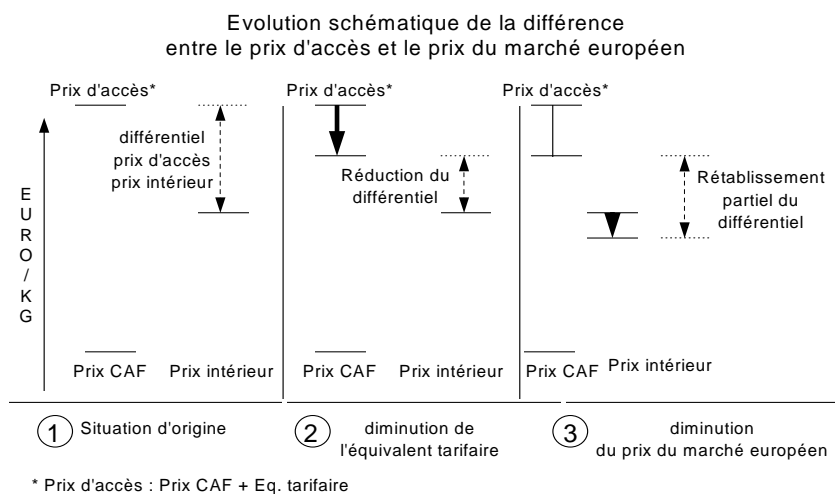 Evolution schématique de la différence
entre le prix d'accès et le prix du marché européen
Prix d'accès*
différentiel
prix d'accès
prix intérieur
EURO/KG
Prix CAF
Prix intérieur
1
Situation d'origine
Prix d'accès*
Réduction du
différentiel
Prix CAF
Prix intérieur
2
diminution de
l'équivalent tarifaire
Prix d'accès*
Rétablissement
partiel du
différentiel
Prix CAF
Prix intérieur
3
diminution
du prix du marché européen
* Prix d'accès : Prix CAF + Eq. tarifaire